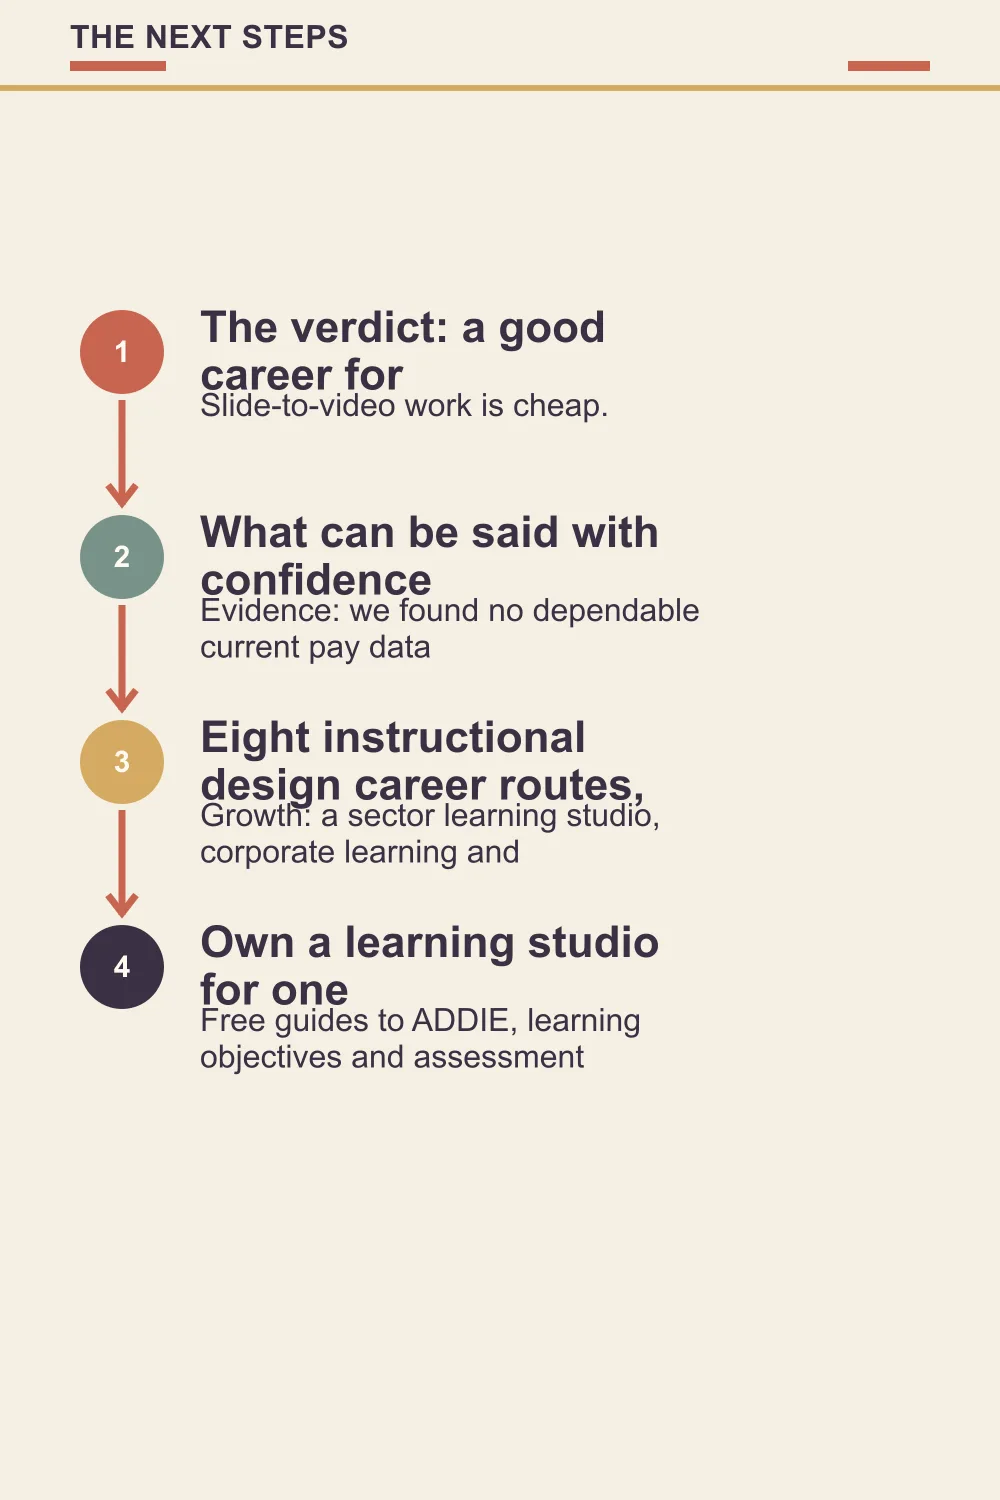 THE NEXT STEPS
1
The verdict: a good
career for
Slide-to-video work is cheap.
2
What can be said with
confidence
Evidence: we found no dependable
current pay data
3
Eight instructional
design career routes,
Growth: a sector learning studio,
corporate learning and
4
Own a learning studio
for one
Free guides to ADDIE, learning
objectives and assessment